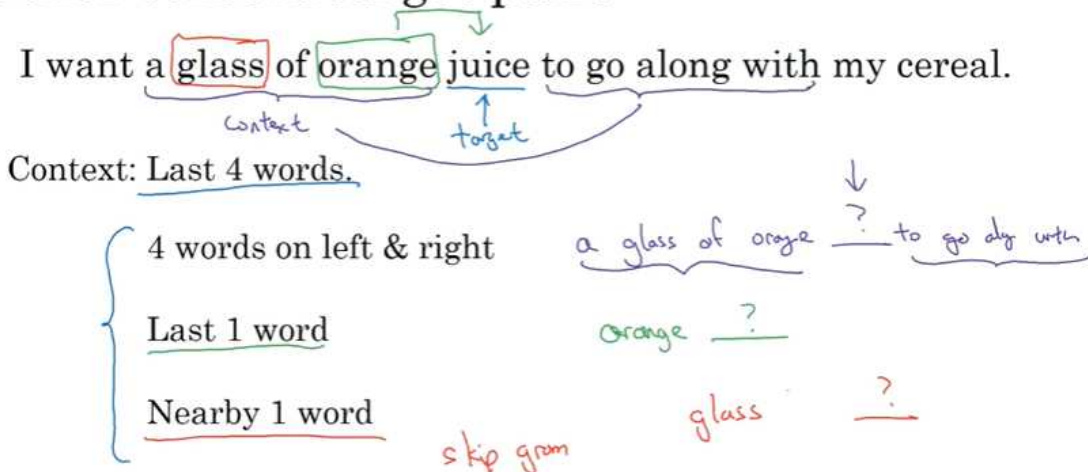 I want a glass of orange juice to go along with my cereal.
context target
Context: Last 4 words.
4 words on left & right a glass of orange ? to go alg with
Last 1 word orange ?
Nearby 1 word glass ?
skip gram